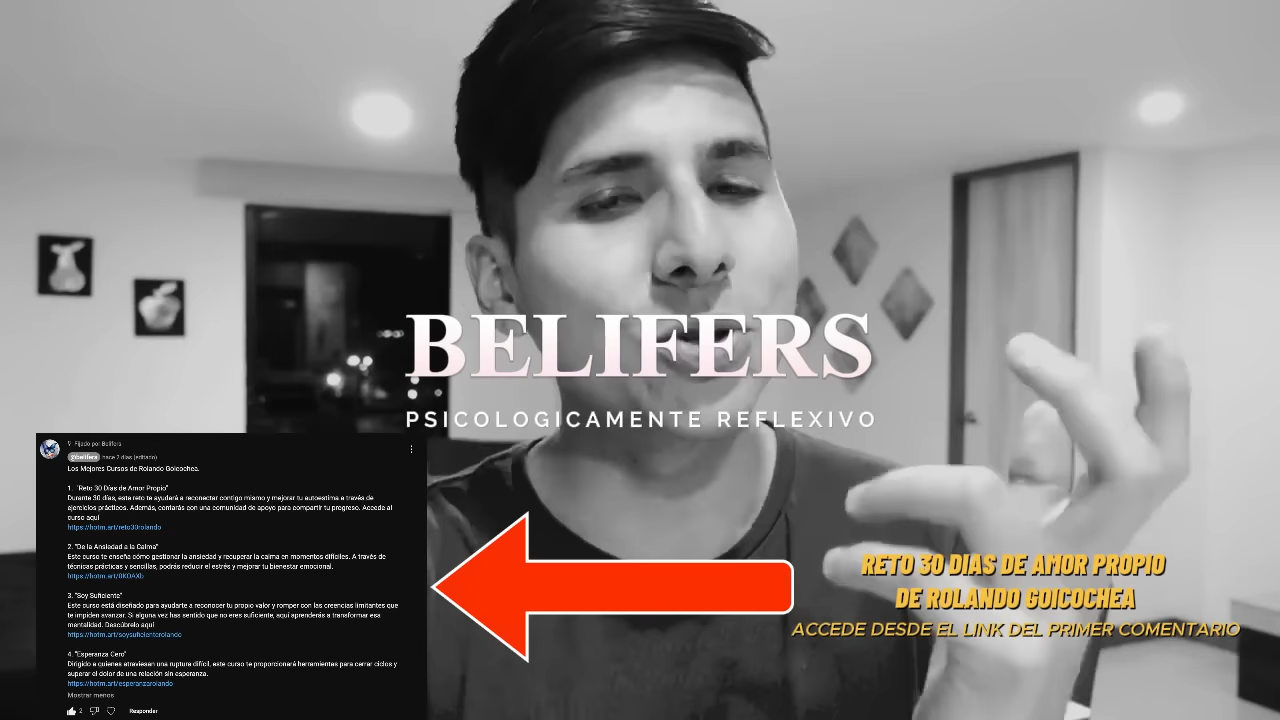 BELIFERS
PSICOLOGICAMENTE REFLEXIVO
Fijado por Belifers
@belifers hace 2 días (editado)
Los Mejores Cursos de Rolando Goicochea.
1. "Reto 30 Días de Amor Propio"
Durante 30 días, este reto te ayudará a reconectar contigo mismo y mejorar tu autoestima a través de
ejercicios prácticos. Además, contarás con una comunidad de apoyo para compartir tu progreso. Accede al
curso aquí
https://hotm.art/reto30rolando
2. "De la Ansiedad a la Calma"
Este curso te enseña cómo gestionar la ansiedad y recuperar la calma en momentos difíciles. A través de
técnicas prácticas y sencillas, podrás reducir el estrés y mejorar tu bienestar emocional.
https://hotm.art/0KOAXb
3. "Soy Suficiente"
Este curso está diseñado para ayudarte a reconocer tu propio valor y romper con las creencias limitantes que
te impiden avanzar. Si alguna vez has sentido que no eres suficiente, aquí aprenderás a transformar esa
mentalidad. Descúbrelo aquí
https://hotm.art/soysuficienterolando
4. "Esperanza Cero"
Dirigido a quienes atraviesan una ruptura difícil, este curso te proporcionará herramientas para cerrar ciclos y
superar el dolor de una relación sin esperanza.
https://hotm.art/esperanzarolando
Mostrar menos
2 Responder
RETO 30 DIAS DE AMOR PROPIO
DE ROLANDO GOICOCHEA
ACCEDE DESDE EL LINK DEL PRIMER COMENTARIO